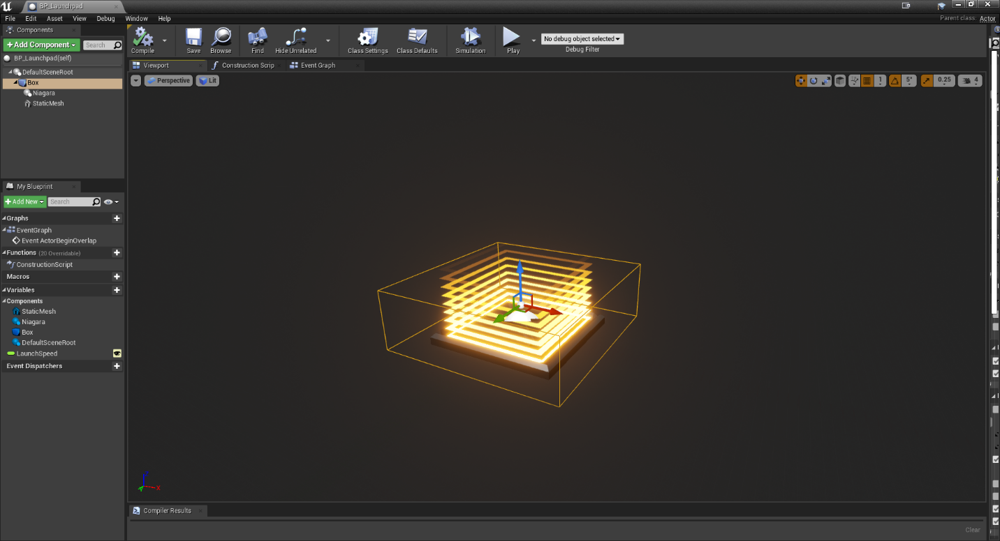 BP_Launchpad
File Edit Asset View Debug Window Help
Parent class: Actor
Components
Add Component
Search
BP_Launchpad(self)
DefaultSceneRoot
Box
Niagara
StaticMesh
Compile
Save
Browse
Find
Hide Unrelated
Class Settings
Class Defaults
Simulation
Play
No debug object selected
Debug Filter
Viewport
Construction Scrip
Event Graph
Perspective
Lit
1
5°
0.25
4
My Blueprint
Add New
Search
Graphs
EventGraph
Event ActorBeginOverlap
Functions (20 Overridable)
ConstructionScript
Macros
Variables
Components
StaticMesh
Niagara
Box
DefaultSceneRoot
LaunchSpeed
Event Dispatchers
Z
X
Y
Compiler Results
Clear